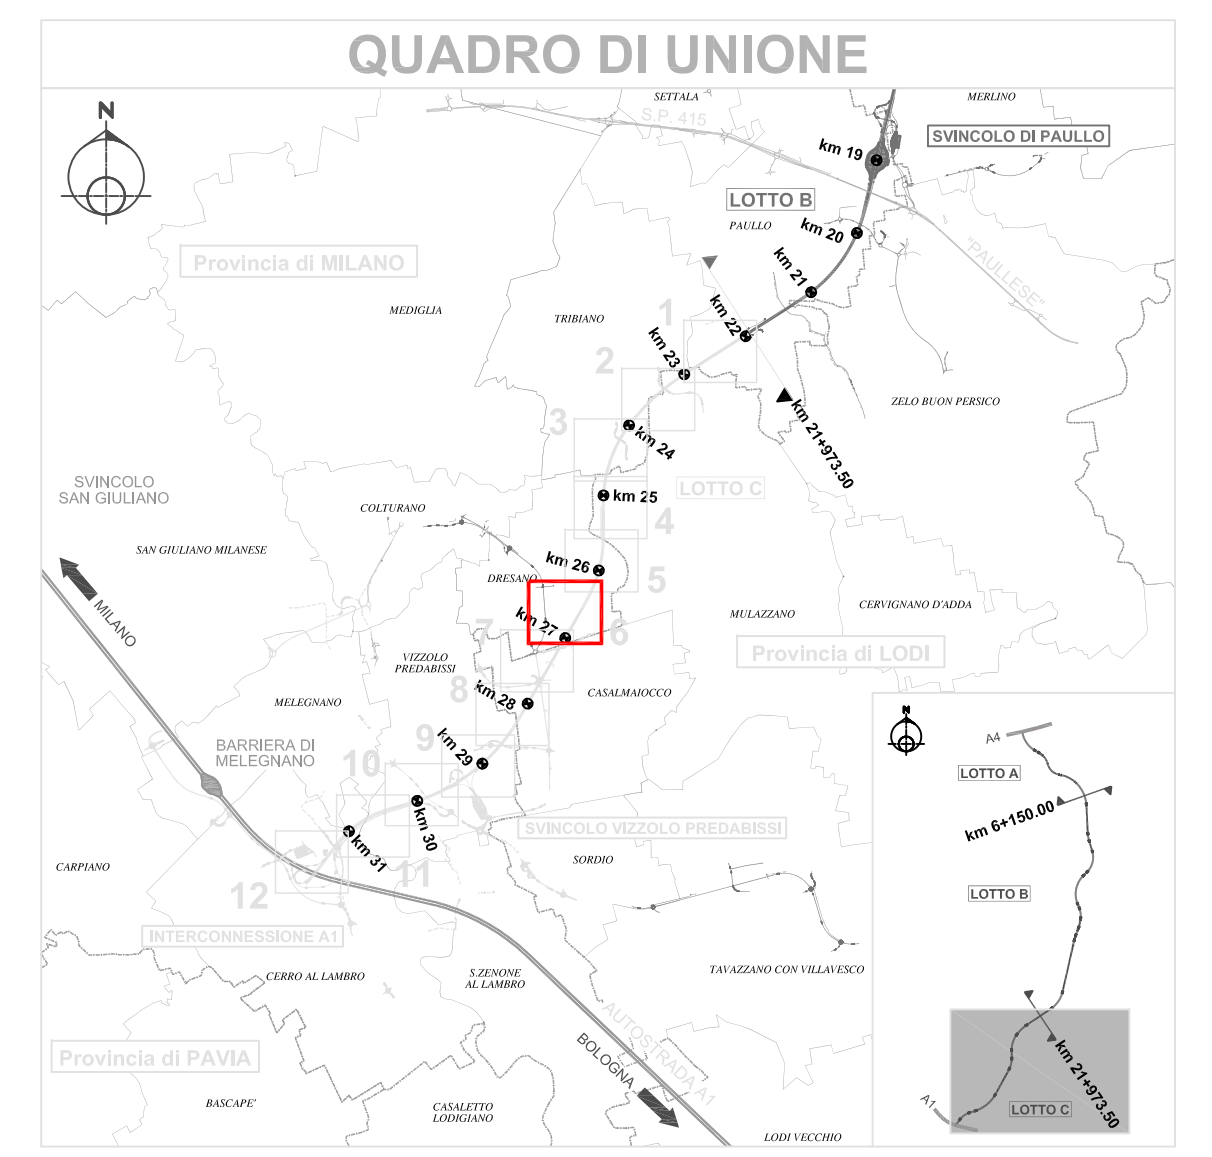 QUADRO DI UNIONE
SETTALA
MERLINO
N
S.P. 415
SVINCOLO DI PAULLO
km 19
LOTTO B
PAULLO
km 20
"PAULLESE"
Provincia di MILANO
km 21
MEDIGLIA
TRIBIANO
1
km 22
km 23
2
ZELO BUON PERSICO
3
km 24
km 21+973.50
SVINCOLO
SAN GIULIANO
LOTTO C
km 25
COLTURANO
4
SAN GIULIANO MILANESE
km 26
DRESANO
5
MILANO
CERVIGNANO D'ADDA
MULAZZANO
km 27
6
7
Provincia di LODI
VIZZOLO
PREDABISSI
8
km 28
CASALMAIOCCO
MELEGNANO
N
BARRIERA DI
MELEGNANO
9
km 29
A4
10
LOTTO A
km 30
km 6+150.00
SVINCOLO VIZZOLO PREDABISSI
km 31
CARPIANO
SORDIO
11
12
LOTTO B
INTERCONNESSIONE A1
CERRO AL LAMBRO
S.ZENONE
AL LAMBRO
TAVAZZANO CON VILLAVESCO
AUTOSTRADA A1
BOLOGNA
Provincia di PAVIA
km 21+973.50
BASCAPE'
CASALETTO
LODIGIANO
A1
LOTTO C
LODI VECCHIO